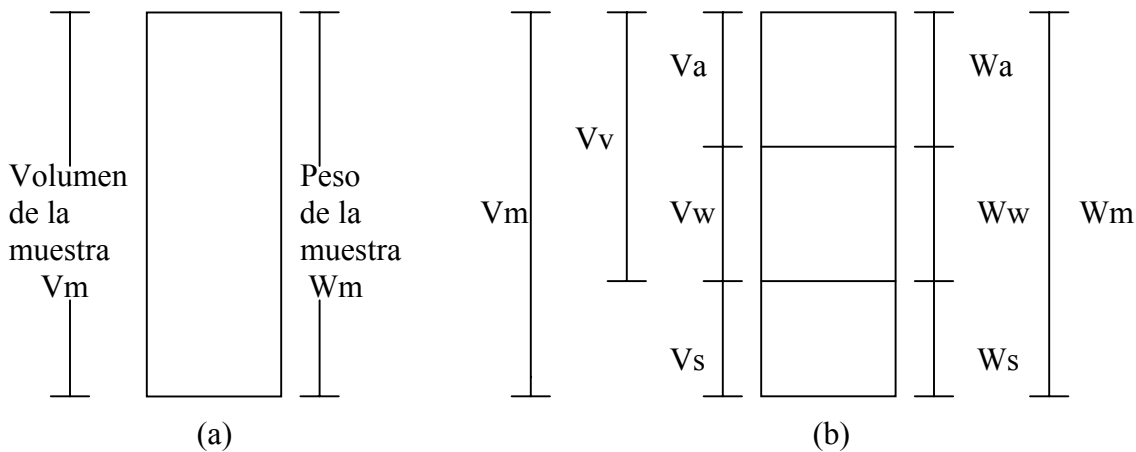 Volumen
de la
muestra
Vm
Peso
de la
muestra
Wm
(a)
Vm
Vv
Va
Vw
Vs
Wa
Ww
Ws
Wm
(b)